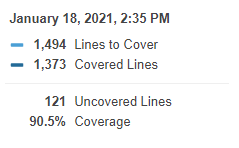 January 18, 2021, 2:35 PM
1,494 Lines to Cover
1,373 Covered Lines
121 Uncovered Lines
90.5% Coverage